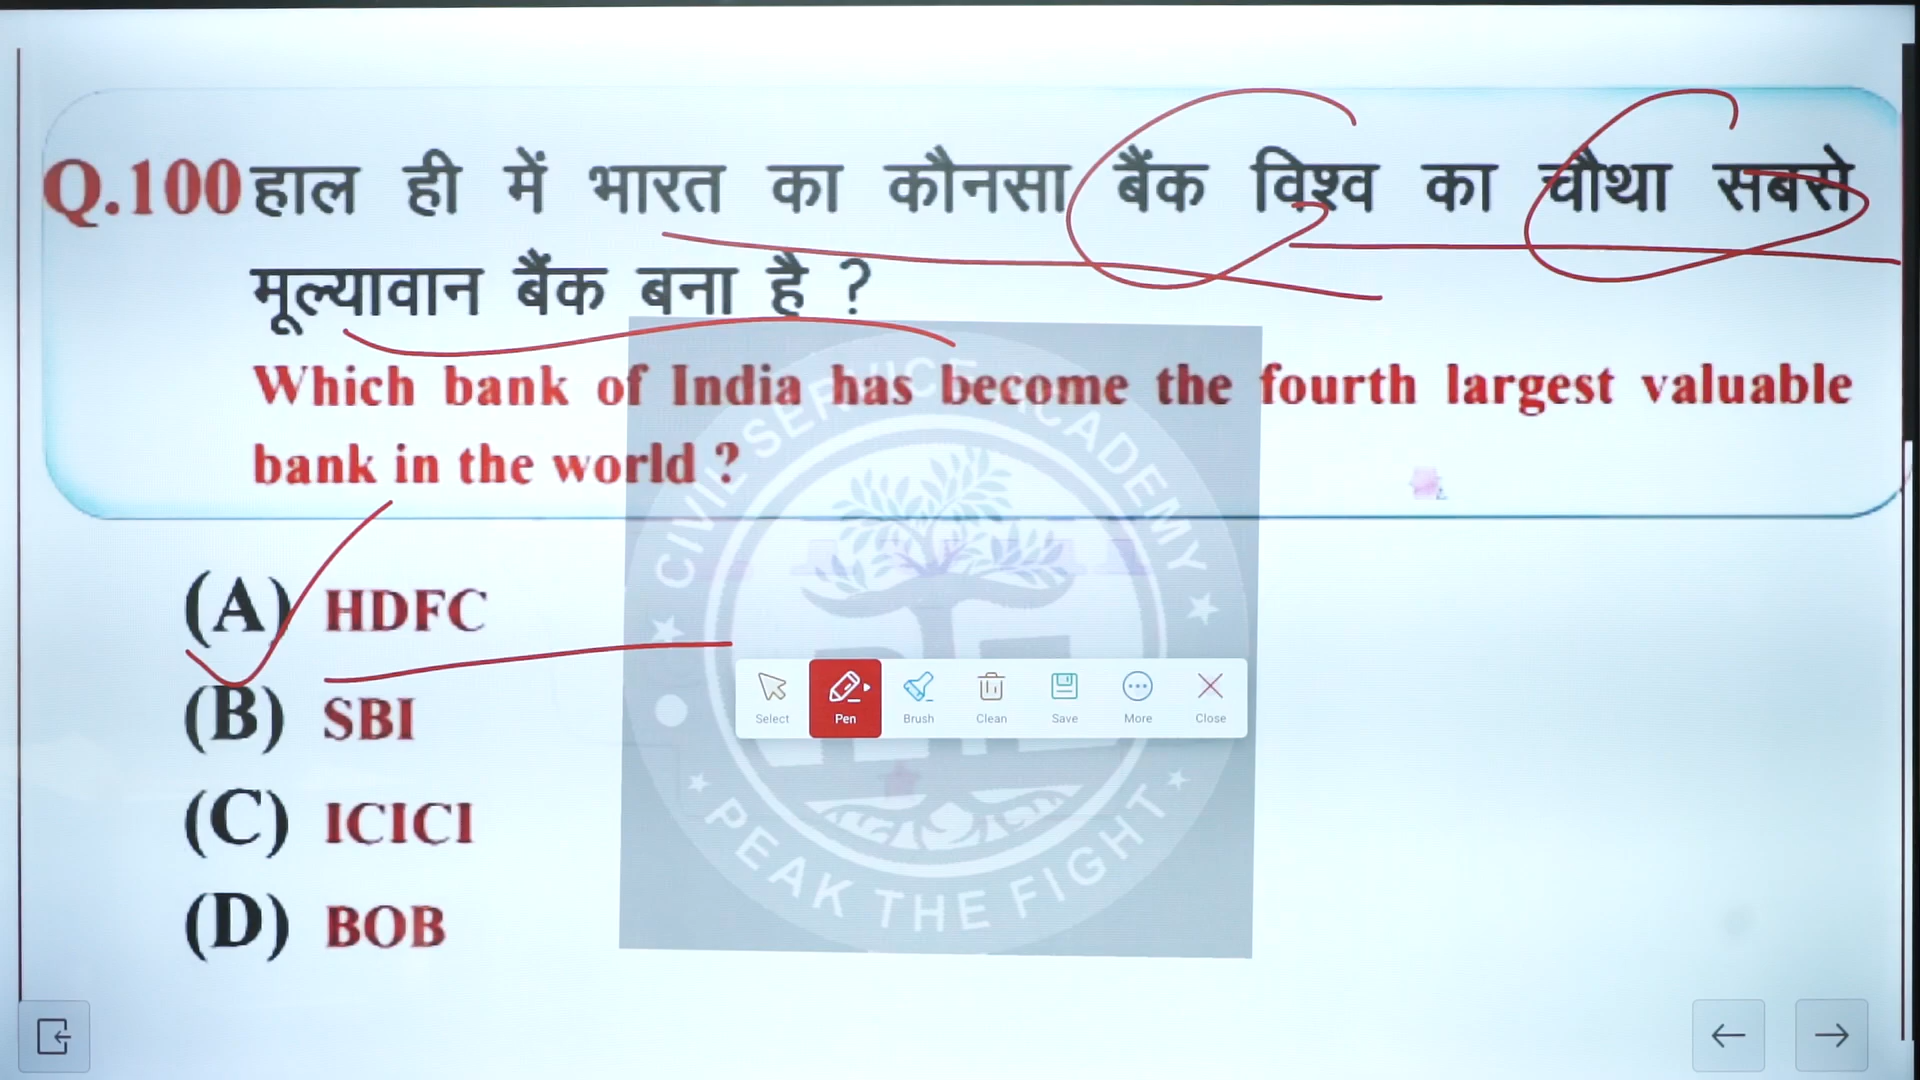 Q.100 हाल ही में भारत का कौनसा बैंक विश्व का चौथा सबसे
मूल्यावान बैंक बना है ?
Which bank of India has become the fourth largest valuable
bank in the world ?
(A) HDFC
(B) SBI
(C) ICICI
(D) BOB
CIVIL SERVICE ACADEMY
PEAK THE FIGHT
Select
Pen
Brush
Clean
Save
More
Close